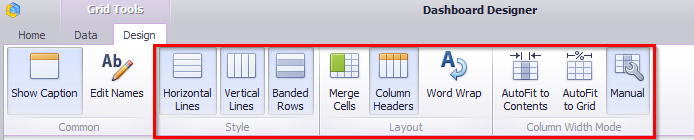 Grid Tools
Dashboard Designer
Home Data Design
Show Caption
Edit Names
Common
Horizontal Lines
Vertical Lines
Banded Rows
Style
Merge Cells
Column Headers
Word Wrap
Layout
AutoFit to Contents
AutoFit to Grid
Manual
Column Width Mode